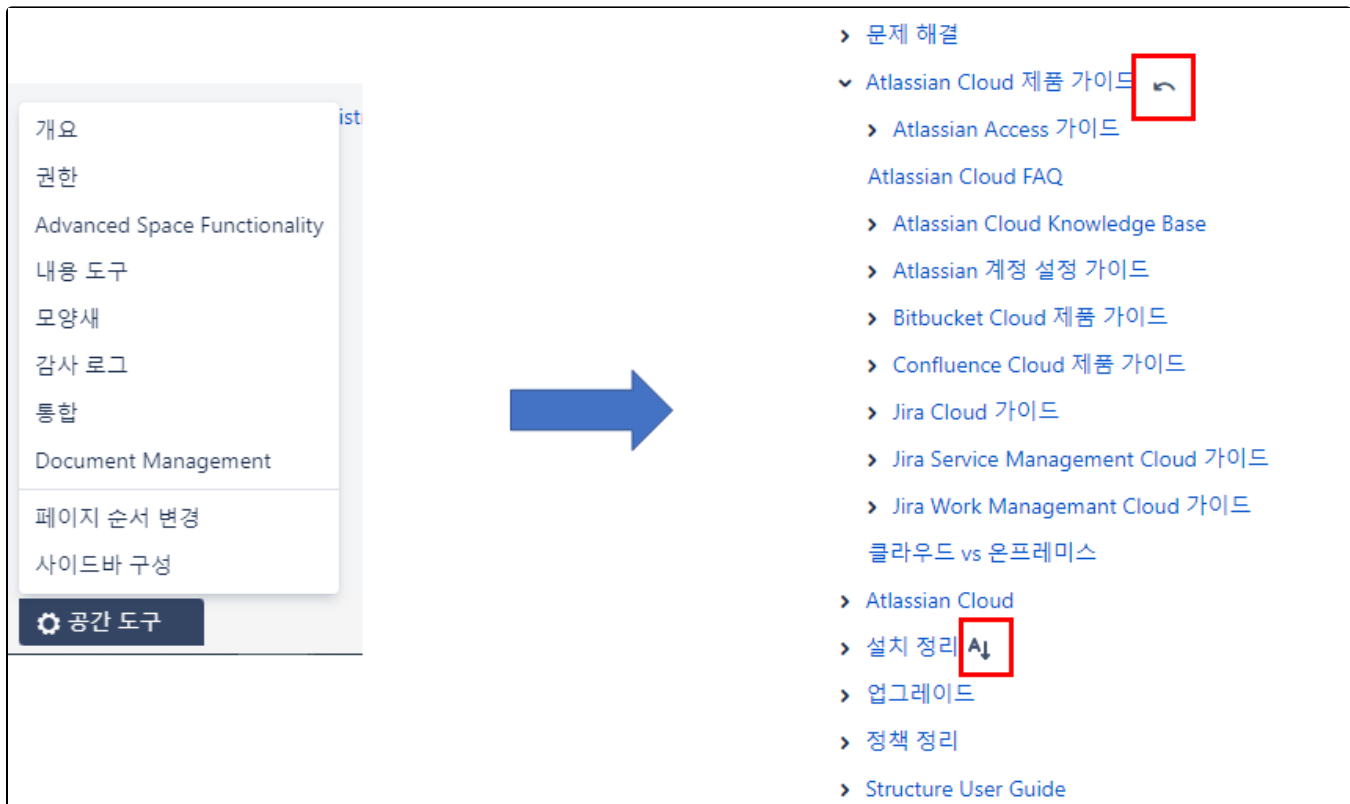 개요
권한
Advanced Space Functionality
내용 도구
모양새
감사 로그
통합
Document Management
페이지 순서 변경
사이드바 구성
공간 도구
ist
문제 해결
Atlassian Cloud 제품 가이드
Atlassian Access 가이드
Atlassian Cloud FAQ
Atlassian Cloud Knowledge Base
Atlassian 계정 설정 가이드
Bitbucket Cloud 제품 가이드
Confluence Cloud 제품 가이드
Jira Cloud 가이드
Jira Service Management Cloud 가이드
Jira Work Managemant Cloud 가이드
클라우드 vs 온프레미스
Atlassian Cloud
설치 정리 A
업그레이드
정책 정리
Structure User Guide